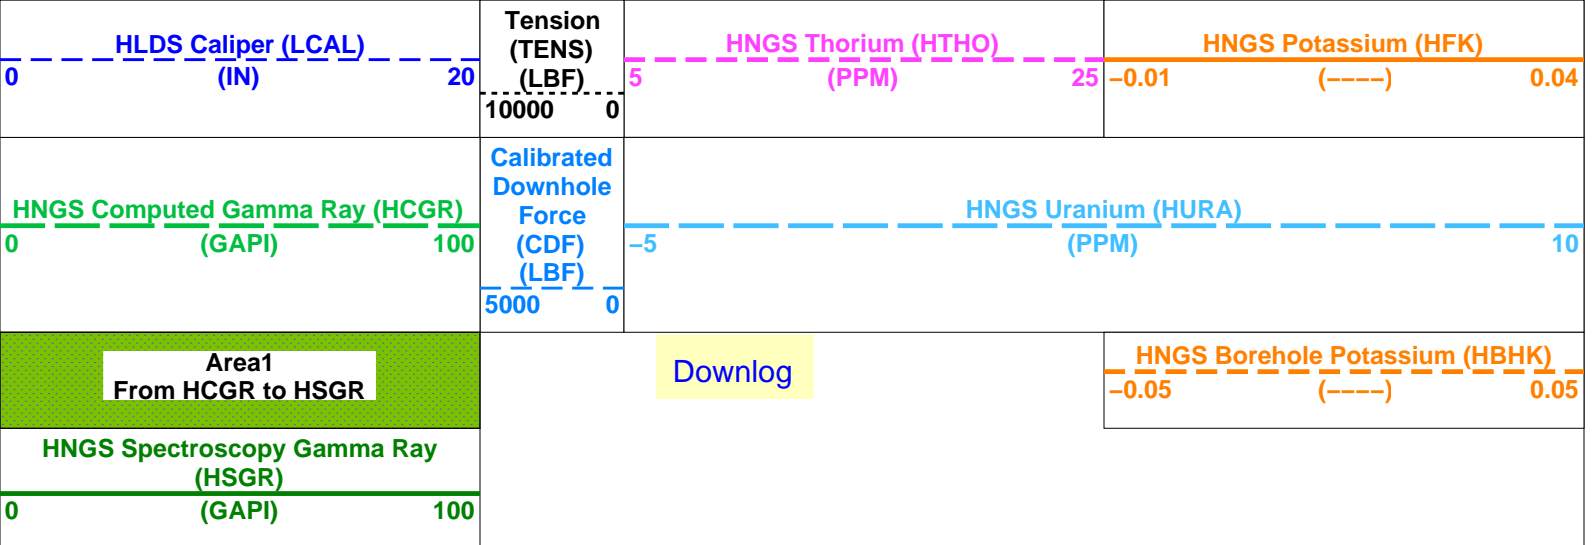 HLDS Caliper (LCAL)
0 (IN) 20
Tension
(TENS)
(LBF)
10000 0
HNGS Thorium (HTHO)
5 (PPM) 25
HNGS Potassium (HFK)
−0.01 (−−−−) 0.04
HNGS Computed Gamma Ray (HCGR)
0 (GAPI) 100
Calibrated
Downhole
Force
(CDF)
(LBF)
5000 0
HNGS Uranium (HURA)
−5 (PPM) 10
Area1
From HCGR to HSGR
Downlog
HNGS Borehole Potassium (HBHK)
−0.05 (−−−−) 0.05
HNGS Spectroscopy Gamma Ray
(HSGR)
0 (GAPI) 100